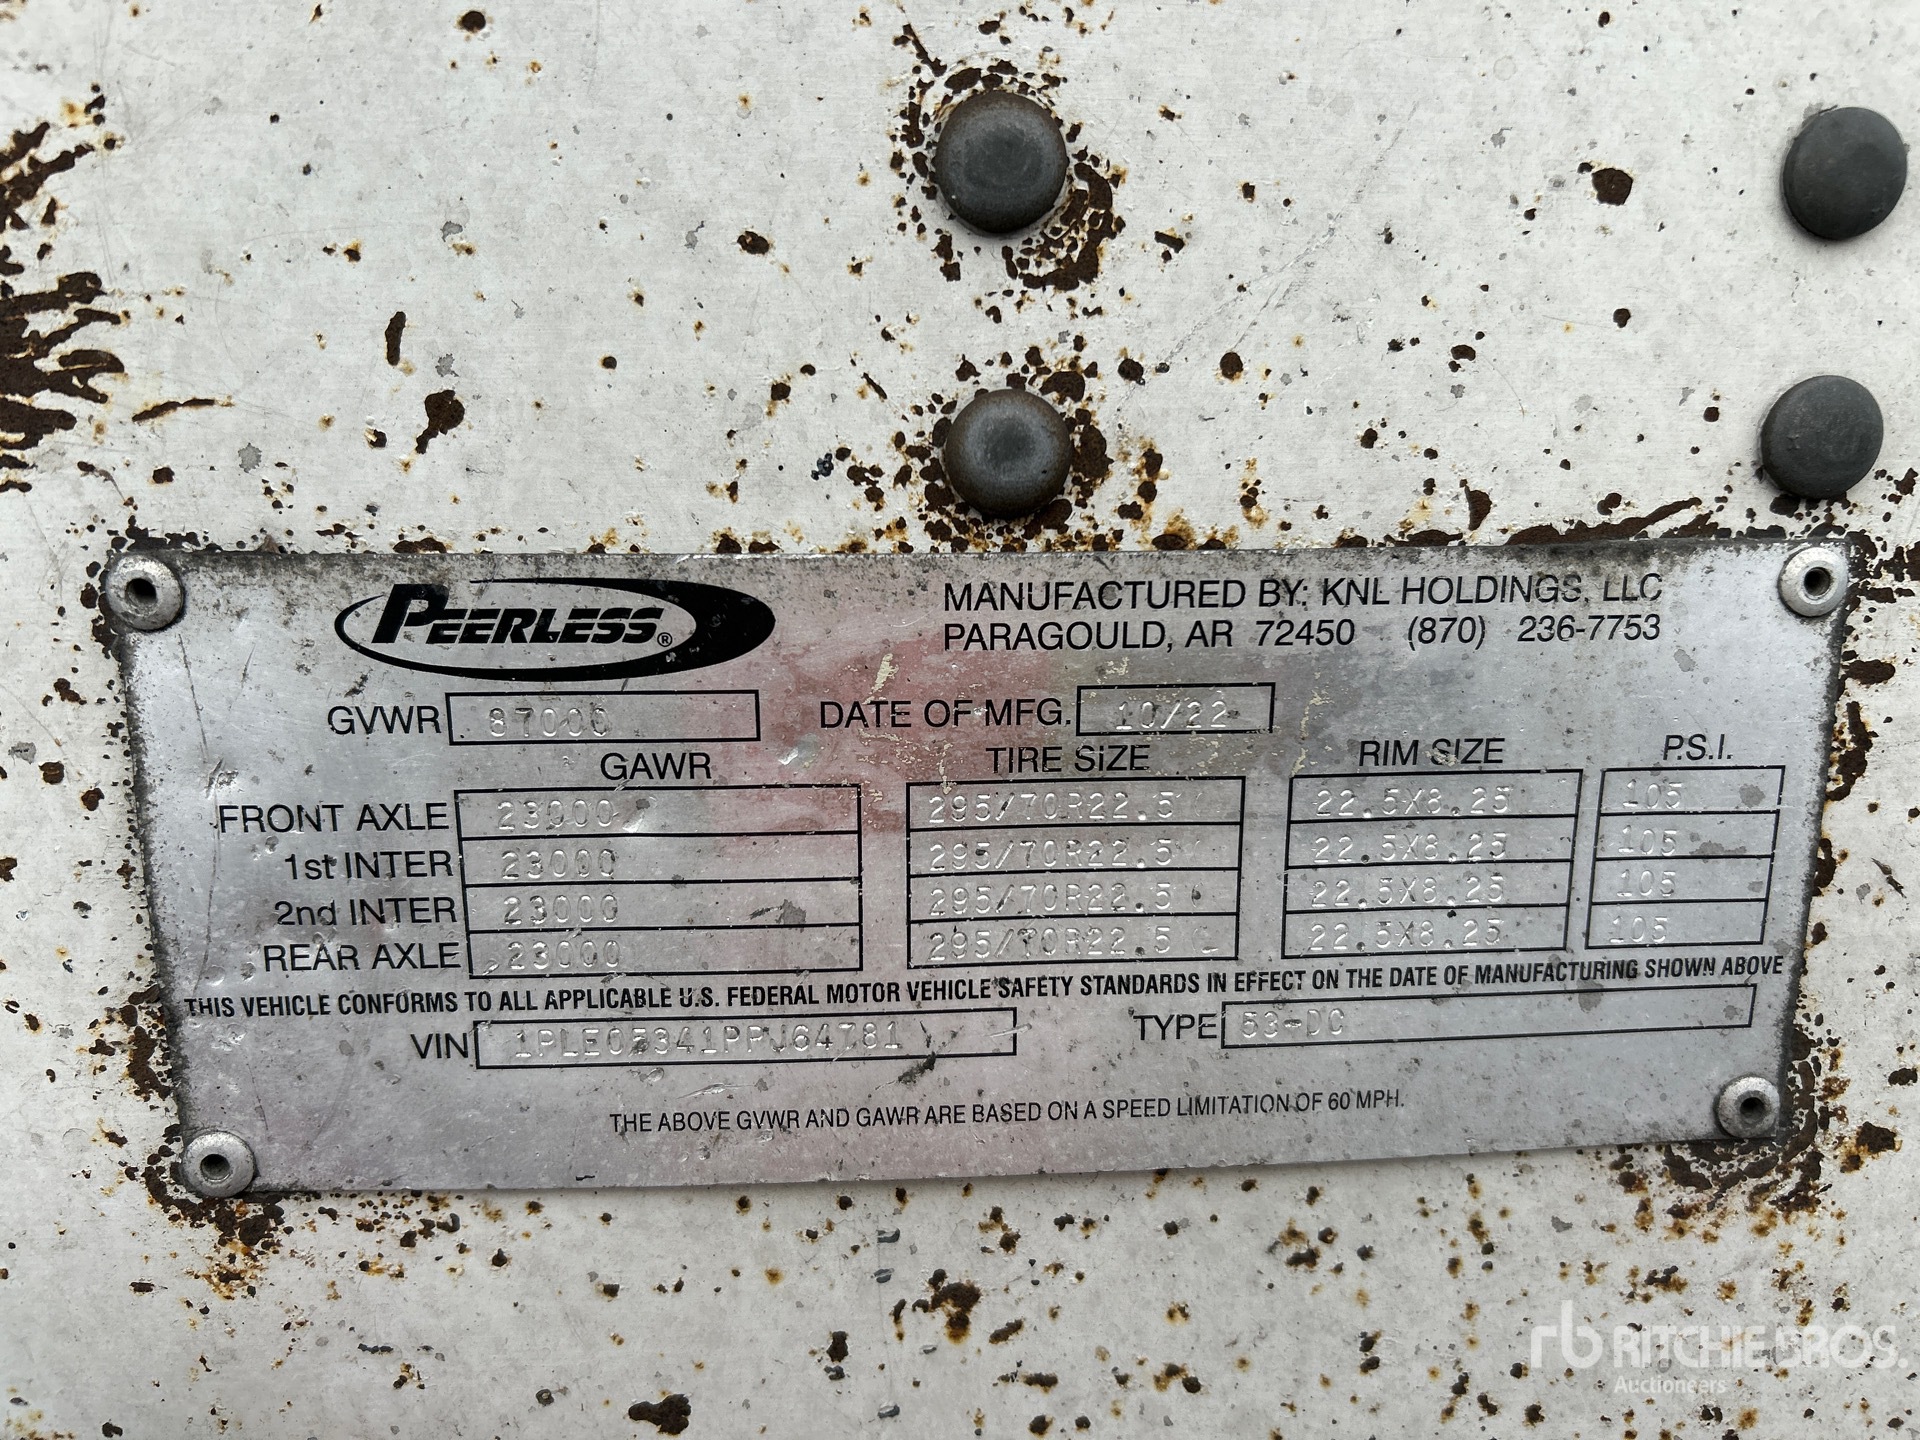 PEERLESS®
MANUFACTURED BY: KNL HOLDINGS, LLC
PARAGOULD, AR 72450 (870) 236-7753
GVWR 87000 DATE OF MFG. 10/22
GAWR TIRE SIZE RIM SIZE P.S.I.
FRONT AXLE 23000 295/70R22.5 22.5X8.25 105
1st INTER 23000 295/70R22.5 22.5X8.25 105
2nd INTER 23000 295/70R22.5 22.5X8.25 105
REAR AXLE 23000 295/70R22.5 22.5X8.25 105
THIS VEHICLE CONFORMS TO ALL APPLICABLE U.S. FEDERAL MOTOR VEHICLE SAFETY STANDARDS IN EFFECT ON THE DATE OF MANUFACTURING SHOWN ABOVE
VIN 1PLE05341PPJ64781 TYPE 53-DC
THE ABOVE GVWR AND GAWR ARE BASED ON A SPEED LIMITATION OF 60 MPH.
rb RITCHIE BROS.
Auctioneers